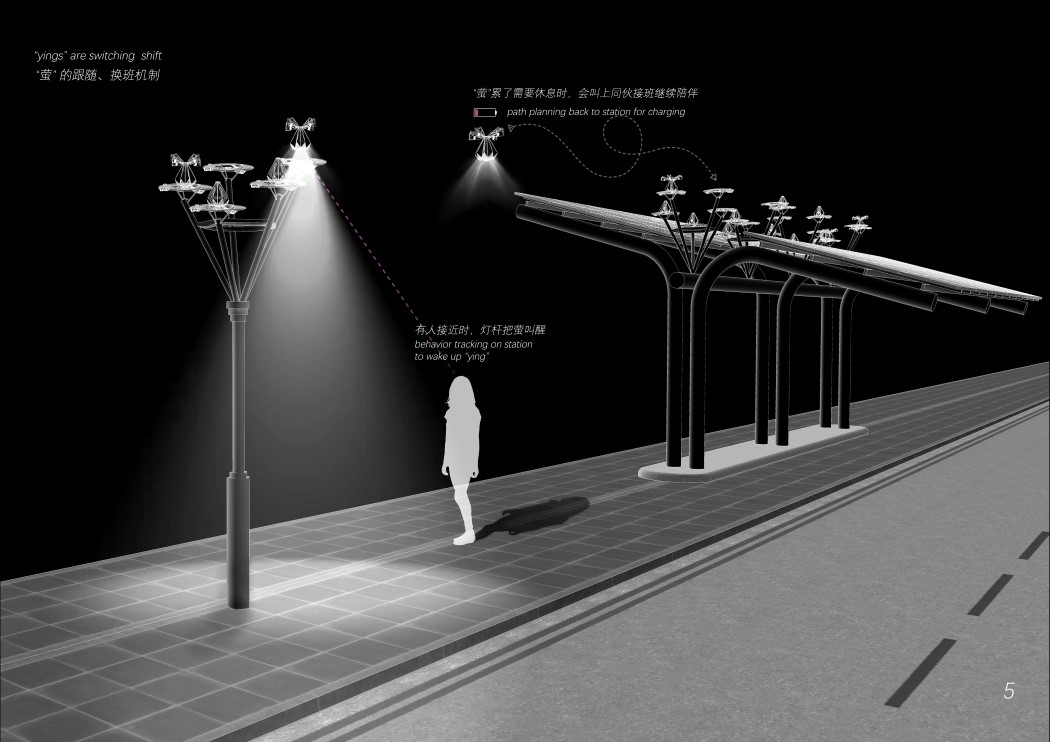 "yings" are switching shift
"萤" 的跟随、换班机制
"萤"累了需要休息时，会叫上同伙接班继续陪伴
path planning back to station for charging
有人接近时，灯杆把萤叫醒
behavior tracking on station
to wake up "ying"
5